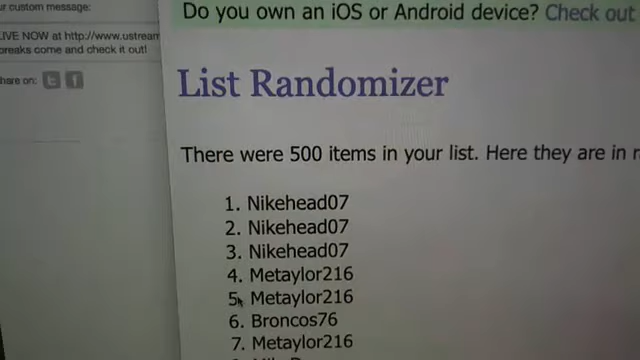 ur custom message:
LIVE NOW at http://www.ustream
breaks come and check it out!
hare on:
Do you own an iOS or Android device? Check out
List Randomizer
There were 500 items in your list. Here they are in r
1. Nikehead07
2. Nikehead07
3. Nikehead07
4. Metaylor216
5. Metaylor216
6. Broncos76
7. Metaylor216